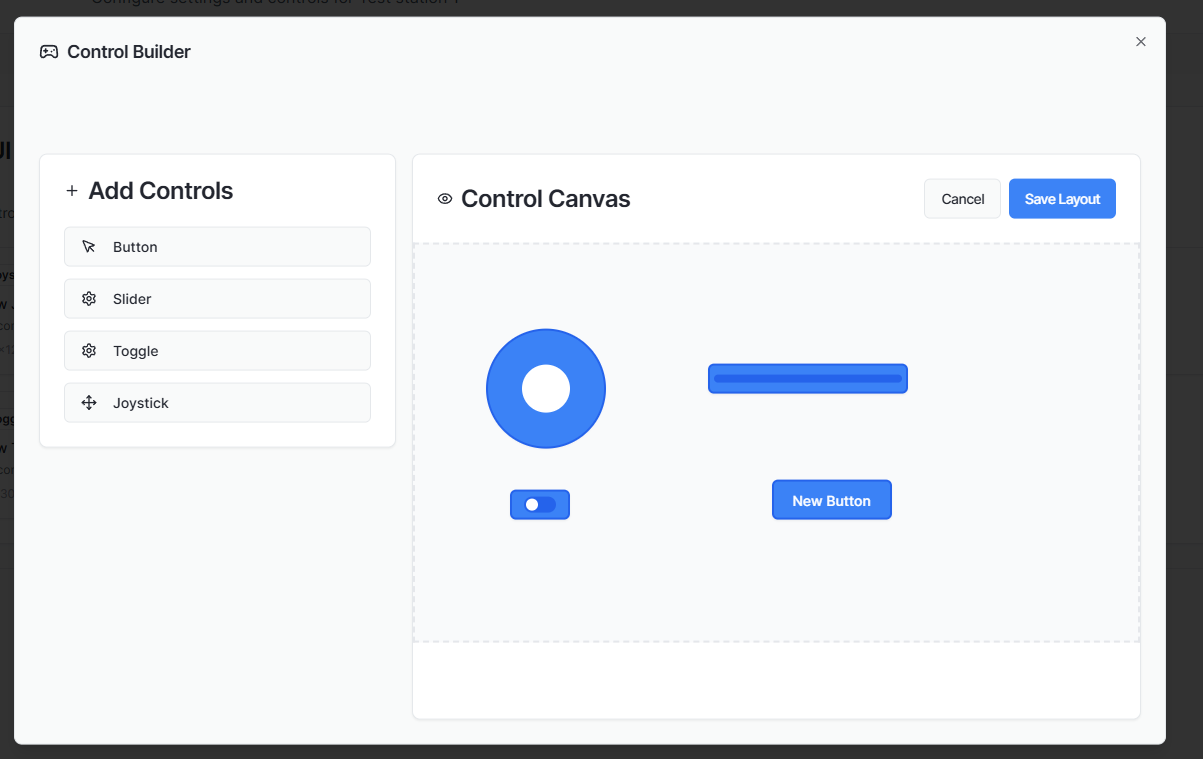 Configure settings and controls for Test station 1
Control Builder
Add Controls
Button
Slider
Toggle
Joystick
Control Canvas
Cancel
Save Layout
New Button